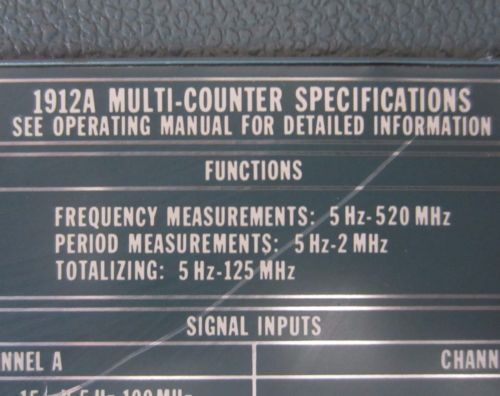 1912A MULTI-COUNTER SPECIFICATIONS
SEE OPERATING MANUAL FOR DETAILED INFORMATION
FUNCTIONS
FREQUENCY MEASUREMENTS: 5 Hz-520 MHz
PERIOD MEASUREMENTS: 5 Hz-2 MHz
TOTALIZING: 5 Hz-125 MHz
SIGNAL INPUTS
NNEL A CHANN